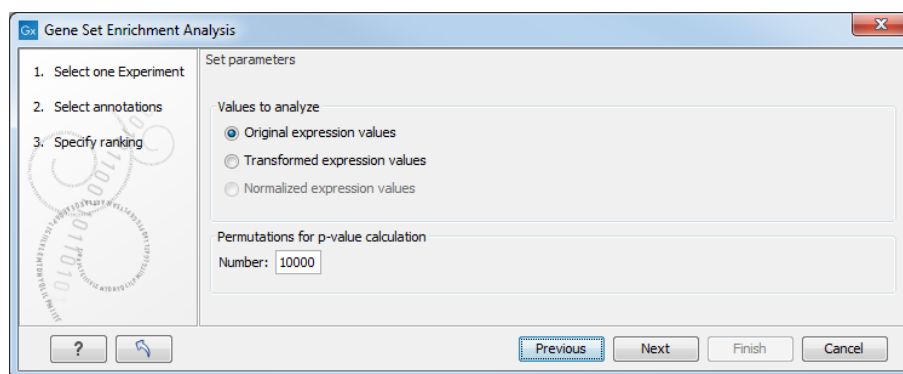 Gx Gene Set Enrichment Analysis
Set parameters
1. Select one Experiment
2. Select annotations
3. Specify ranking
Values to analyze
Original expression values
Transformed expression values
Normalized expression values
Permutations for p-value calculation
Number: 10000
? Previous Next Finish Cancel